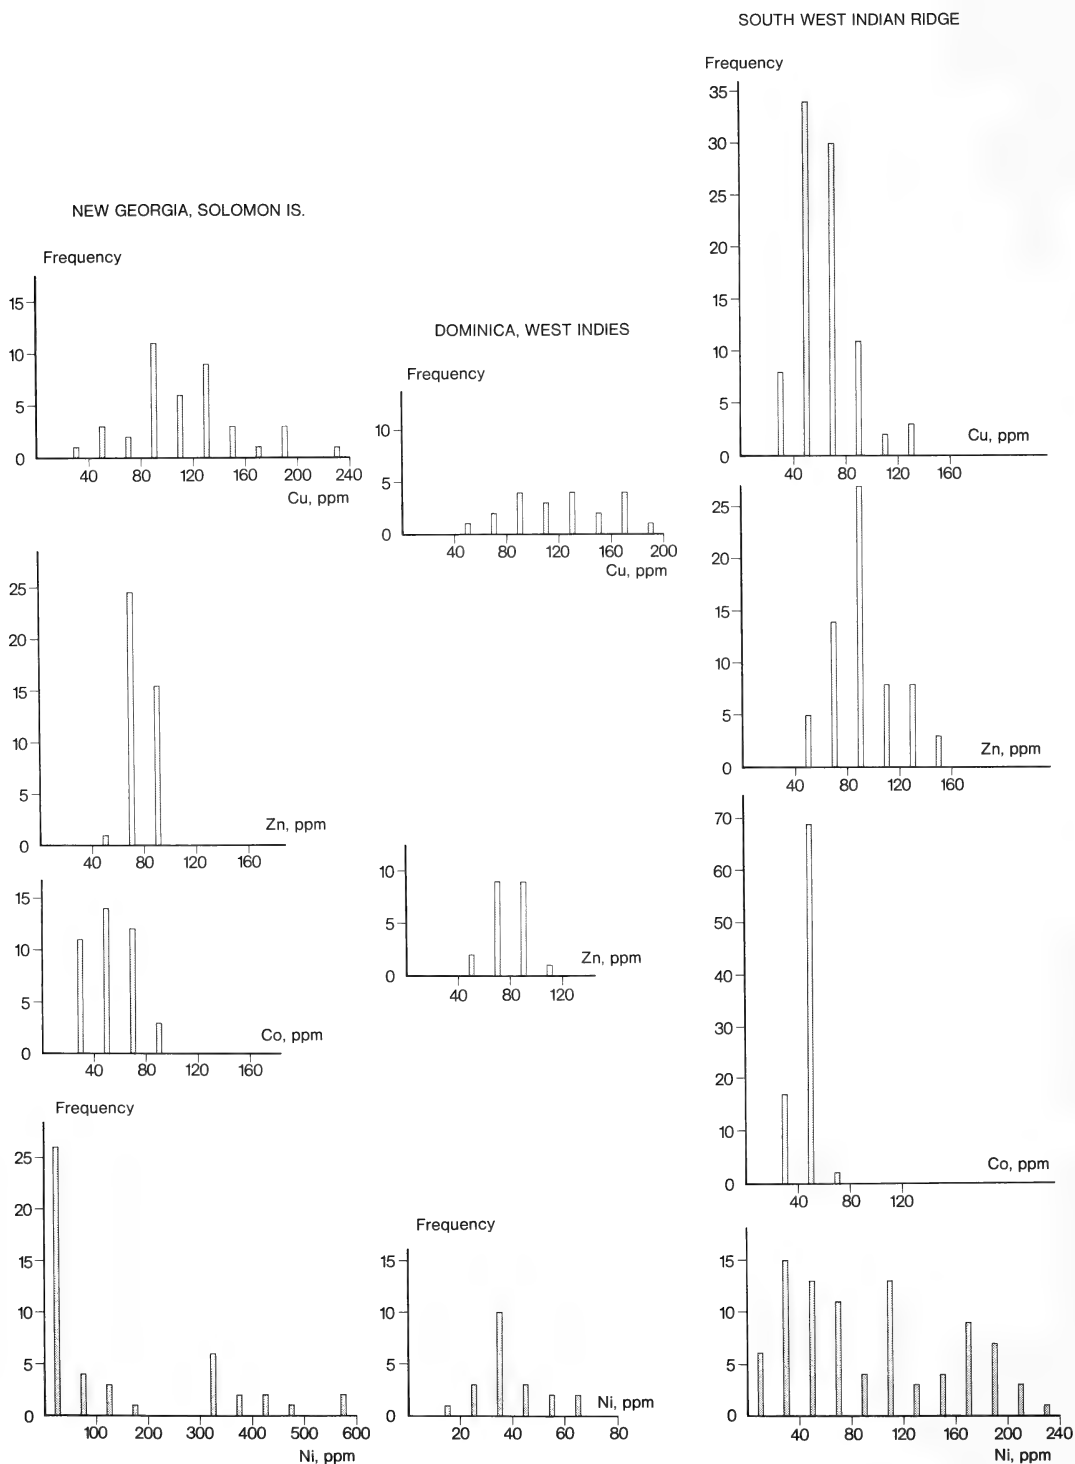 SOUTH WEST INDIAN RIDGE
Frequency
35
30
25
20
15
10
5
0
40 80 120 160
Cu, ppm
NEW GEORGIA, SOLOMON IS.
Frequency
15
10
5
0
40 80 120 160 200 240
Cu, ppm
DOMINICA, WEST INDIES
Frequency
10
5
0
40 80 120 160 200
Cu, ppm
25
20
15
10
5
0
40 80 120 160
Zn, ppm
25
20
15
10
5
0
40 80 120 160
Zn, ppm
10
5
0
40 80 120
Zn, ppm
15
10
5
0
40 80 120 160
Co, ppm
70
60
50
40
30
20
10
0
40 80 120
Co, ppm
Frequency
25
20
15
10
5
0
100 200 300 400 500 600
Ni, ppm
Frequency
15
10
5
0
20 40 60 80
Ni, ppm
15
10
5
0
40 80 120 160 200 240
Ni, ppm